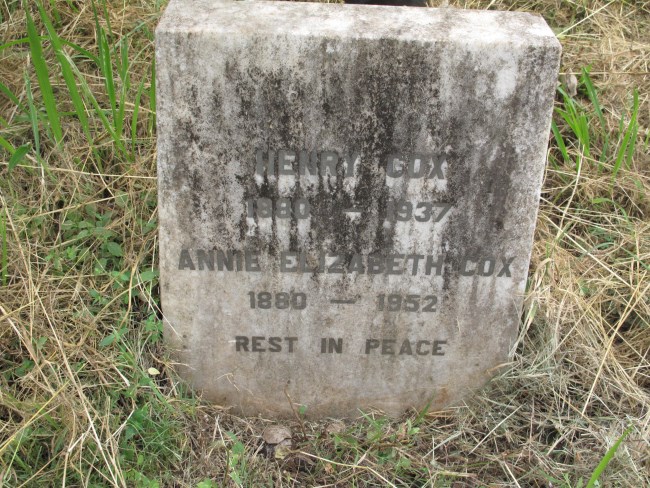 HENRY COX
1880 — 1937
ANNIE ELIZABETH COX
1880 — 1952
REST IN PEACE